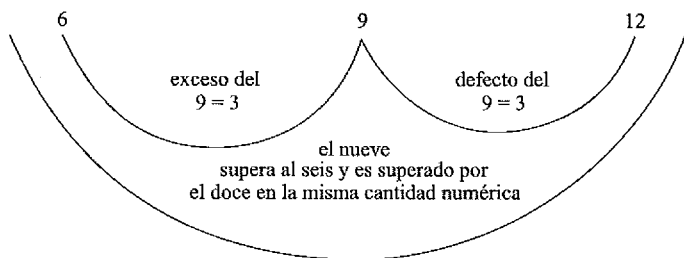 6 9 12
exceso del defecto del
9 = 3 9 = 3
el nueve
supera al seis y es superado por
el doce en la misma cantidad numérica